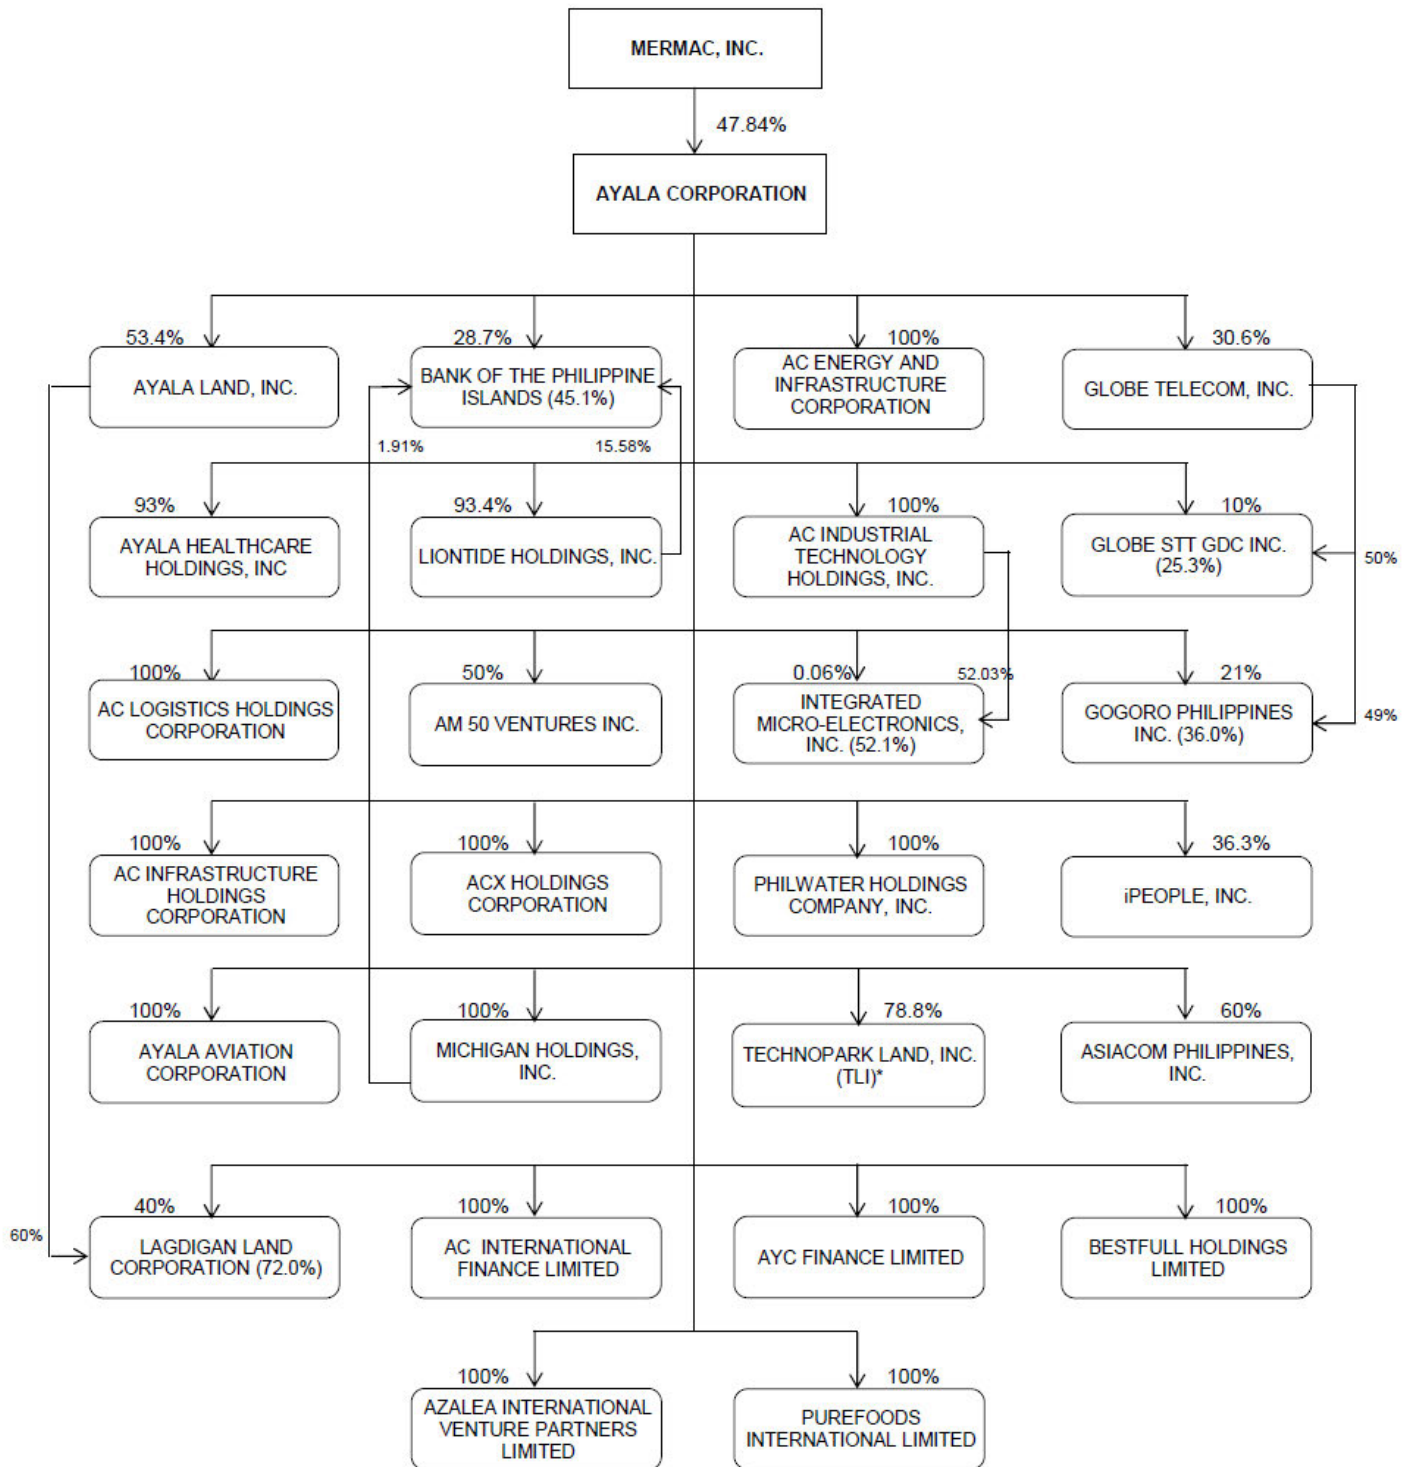 MERMAC, INC.
47.84%
AYALA CORPORATION
53.4%
28.7%
100%
30.6%
AYALA LAND, INC.
BANK OF THE PHILIPPINE
ISLANDS (45.1%)
AC ENERGY AND
INFRASTRUCTURE
CORPORATION
GLOBE TELECOM, INC.
1.91%
15.58%
93%
93.4%
100%
10%
AYALA HEALTHCARE
HOLDINGS, INC
LIONTIDE HOLDINGS, INC.
AC INDUSTRIAL
TECHNOLOGY
HOLDINGS, INC.
GLOBE STT GDC INC.
(25.3%)
50%
100%
50%
0.06%
52.03%
21%
AC LOGISTICS HOLDINGS
CORPORATION
AM 50 VENTURES INC.
INTEGRATED
MICRO-ELECTRONICS,
INC. (52.1%)
GOGORO PHILIPPINES
INC. (36.0%)
49%
100%
100%
100%
36.3%
AC INFRASTRUCTURE
HOLDINGS
CORPORATION
ACX HOLDINGS
CORPORATION
PHILWATER HOLDINGS
COMPANY, INC.
iPEOPLE, INC.
100%
100%
78.8%
60%
AYALA AVIATION
CORPORATION
MICHIGAN HOLDINGS,
INC.
TECHNOPARK LAND, INC.
(TLI)*
ASIACOM PHILIPPINES,
INC.
40%
100%
100%
100%
60%
LAGDIGAN LAND
CORPORATION (72.0%)
AC INTERNATIONAL
FINANCE LIMITED
AYC FINANCE LIMITED
BESTFULL HOLDINGS
LIMITED
100%
100%
AZALEA INTERNATIONAL
VENTURE PARTNERS
LIMITED
PUREFOODS
INTERNATIONAL LIMITED